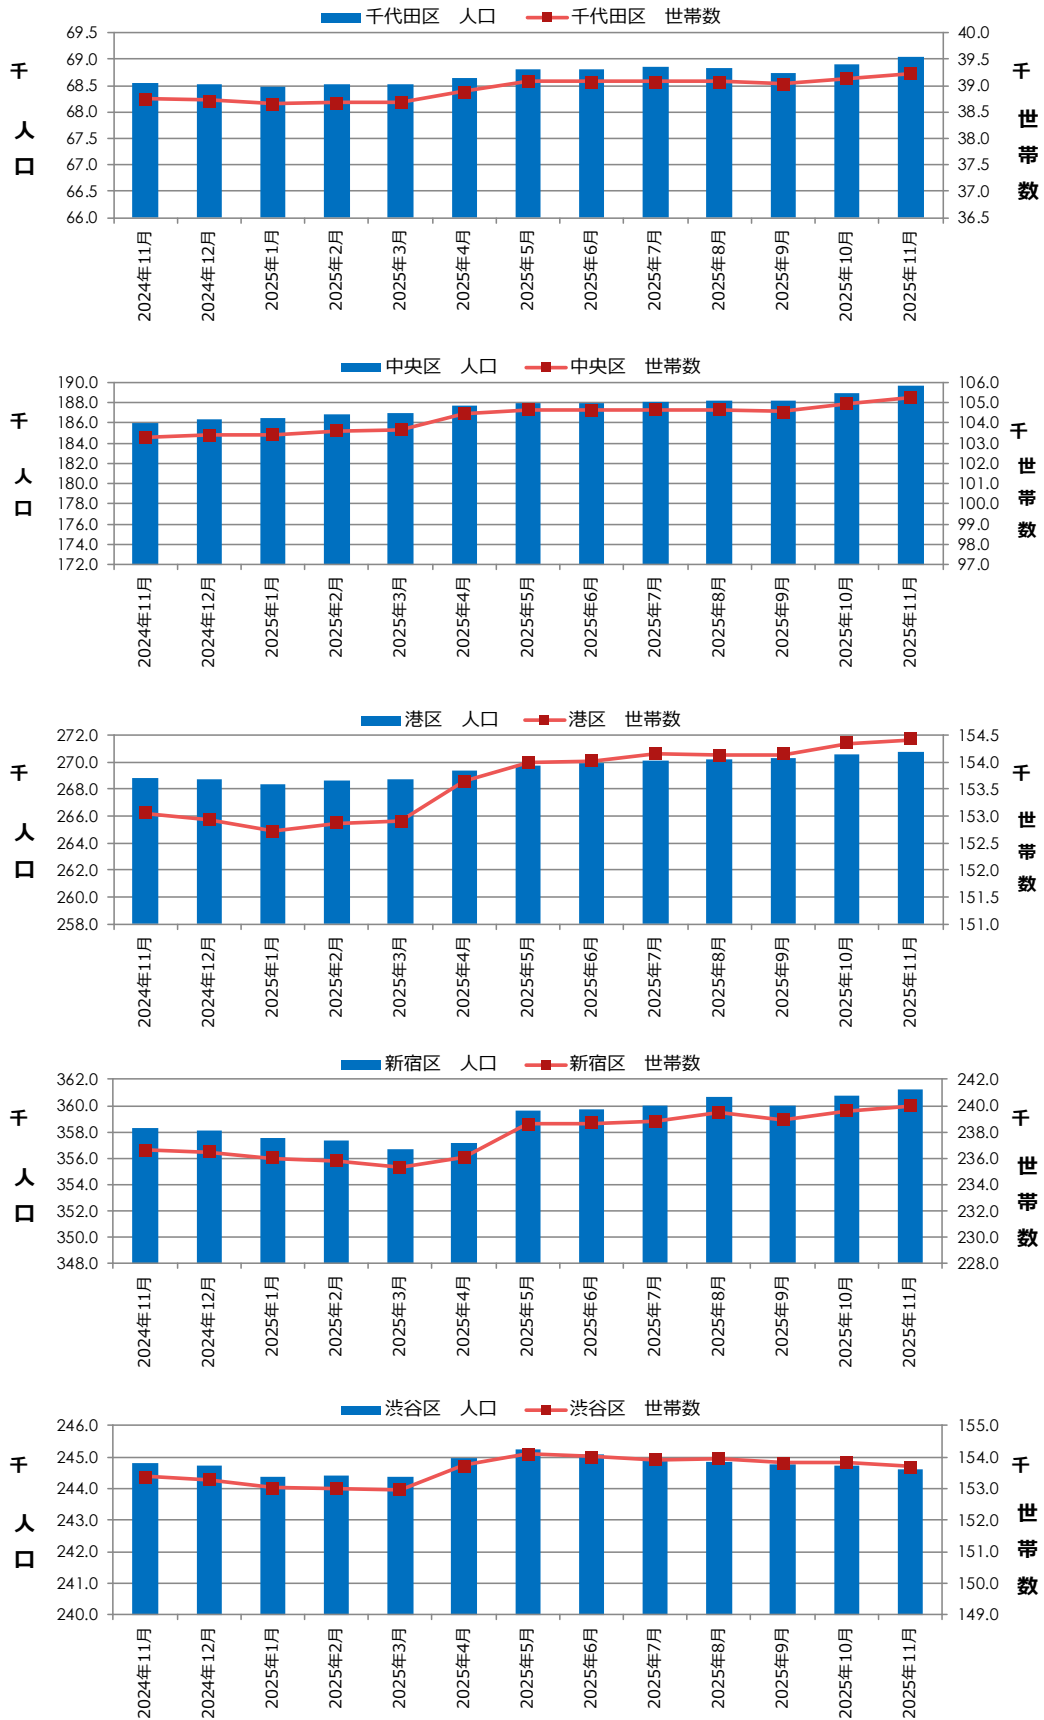 千代田区　人口　千代田区　世帯数
千人口
69.5
69.0
68.5
68.0
67.5
67.0
66.5
66.0
40.0
39.5
39.0
38.5
38.0
37.5
37.0
36.5
千世帯数
2024年11月
2024年12月
2025年1月
2025年2月
2025年3月
2025年4月
2025年5月
2025年6月
2025年7月
2025年8月
2025年9月
2025年10月
2025年11月
中央区　人口　中央区　世帯数
千人口
190.0
188.0
186.0
184.0
182.0
180.0
178.0
176.0
174.0
172.0
106.0
105.0
104.0
103.0
102.0
101.0
100.0
99.0
98.0
97.0
千世帯数
2024年11月
2024年12月
2025年1月
2025年2月
2025年3月
2025年4月
2025年5月
2025年6月
2025年7月
2025年8月
2025年9月
2025年10月
2025年11月
港区　人口　港区　世帯数
千人口
272.0
270.0
268.0
266.0
264.0
262.0
260.0
258.0
154.5
154.0
153.5
153.0
152.5
152.0
151.5
151.0
千世帯数
2024年11月
2024年12月
2025年1月
2025年2月
2025年3月
2025年4月
2025年5月
2025年6月
2025年7月
2025年8月
2025年9月
2025年10月
2025年11月
新宿区　人口　新宿区　世帯数
千人口
362.0
360.0
358.0
356.0
354.0
352.0
350.0
348.0
242.0
240.0
238.0
236.0
234.0
232.0
230.0
228.0
千世帯数
2024年11月
2024年12月
2025年1月
2025年2月
2025年3月
2025年4月
2025年5月
2025年6月
2025年7月
2025年8月
2025年9月
2025年10月
2025年11月
渋谷区　人口　渋谷区　世帯数
千人口
246.0
245.0
244.0
243.0
242.0
241.0
240.0
155.0
154.0
153.0
152.0
151.0
150.0
149.0
千世帯数
2024年11月
2024年12月
2025年1月
2025年2月
2025年3月
2025年4月
2025年5月
2025年6月
2025年7月
2025年8月
2025年9月
2025年10月
2025年11月